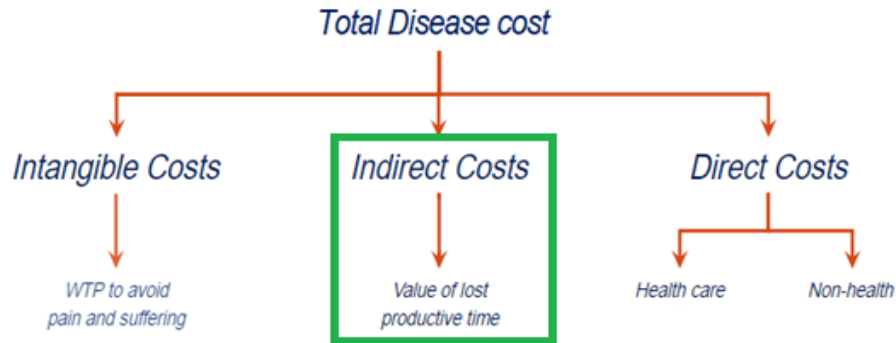 Total Disease cost
Intangible Costs
Indirect Costs
Direct Costs
WTP to avoid
pain and suffering
Value of lost
productive time
Health care
Non-health